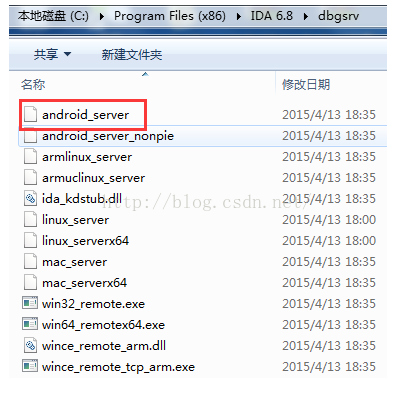 本地磁盘 (C:) ▸ Program Files (x86) ▸ IDA 6.8 ▸ dbgsrv
共享 新建文件夹
名称 修改日期
android_server 2015/4/13 18:35
android_server_nonpie 2015/4/13 18:35
armlinux_server 2015/4/13 18:35
armuclinux_server 2015/4/13 18:35
ida_kdstub.dll 2015/4/13 18:35
http://blog.csdn.net/
linux_server 2015/4/13 18:00
linux_serverx64 2015/4/13 18:00
mac_server 2015/4/13 18:35
mac_serverx64 2015/4/13 18:35
win32_remote.exe 2015/4/13 18:35
win64_remotex64.exe 2015/4/13 18:35
wince_remote_arm.dll 2015/4/13 18:35
wince_remote_tcp_arm.exe 2015/4/13 18:35